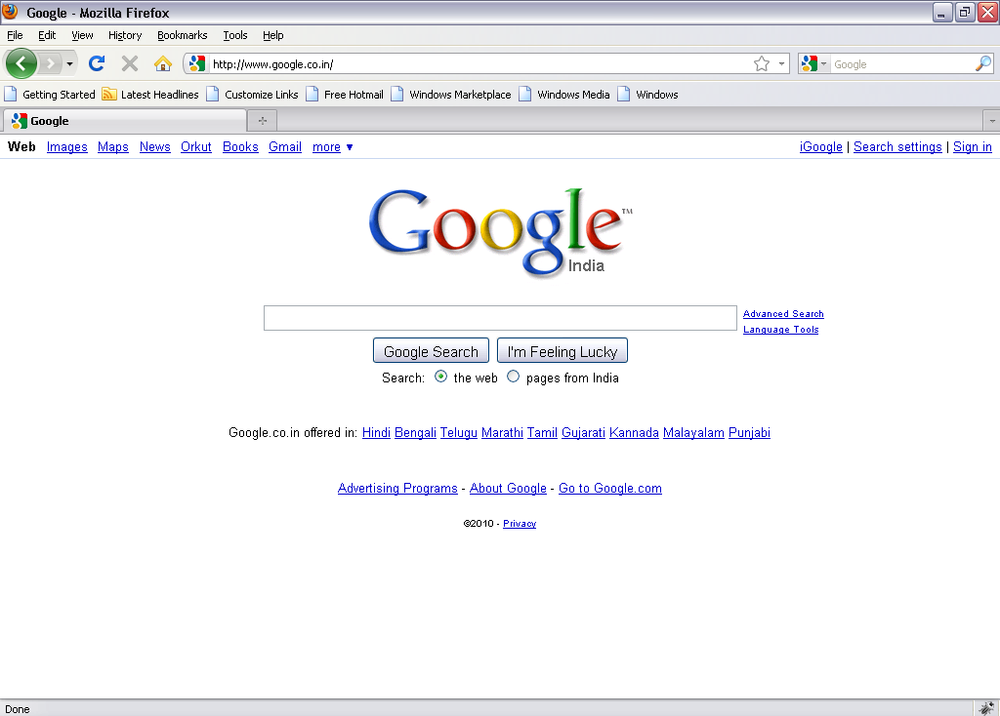 Google - Mozilla Firefox
File Edit View History Bookmarks Tools Help
http://www.google.co.in/ Google
Getting Started Latest Headlines Customize Links Free Hotmail Windows Marketplace Windows Media Windows
Google
Web Images Maps News Orkut Books Gmail more ▼ iGoogle | Search settings | Sign in
Google™
India
Advanced Search
Language Tools
Google Search I'm Feeling Lucky
Search: the web pages from India
Google.co.in offered in: Hindi Bengali Telugu Marathi Tamil Gujarati Kannada Malayalam Punjabi
Advertising Programs - About Google - Go to Google.com
©2010 - Privacy
Done